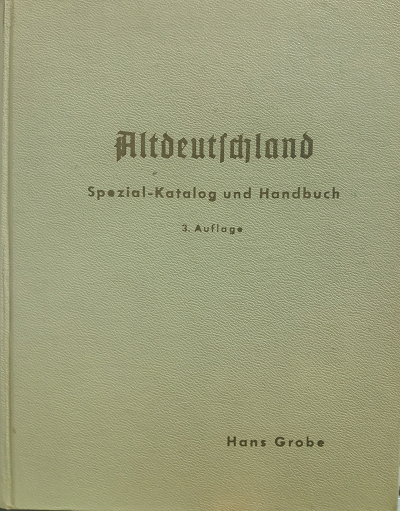 Altdeutſchland
Spezial-Katalog und Handbuch
3. Auflage
Hans Grobe